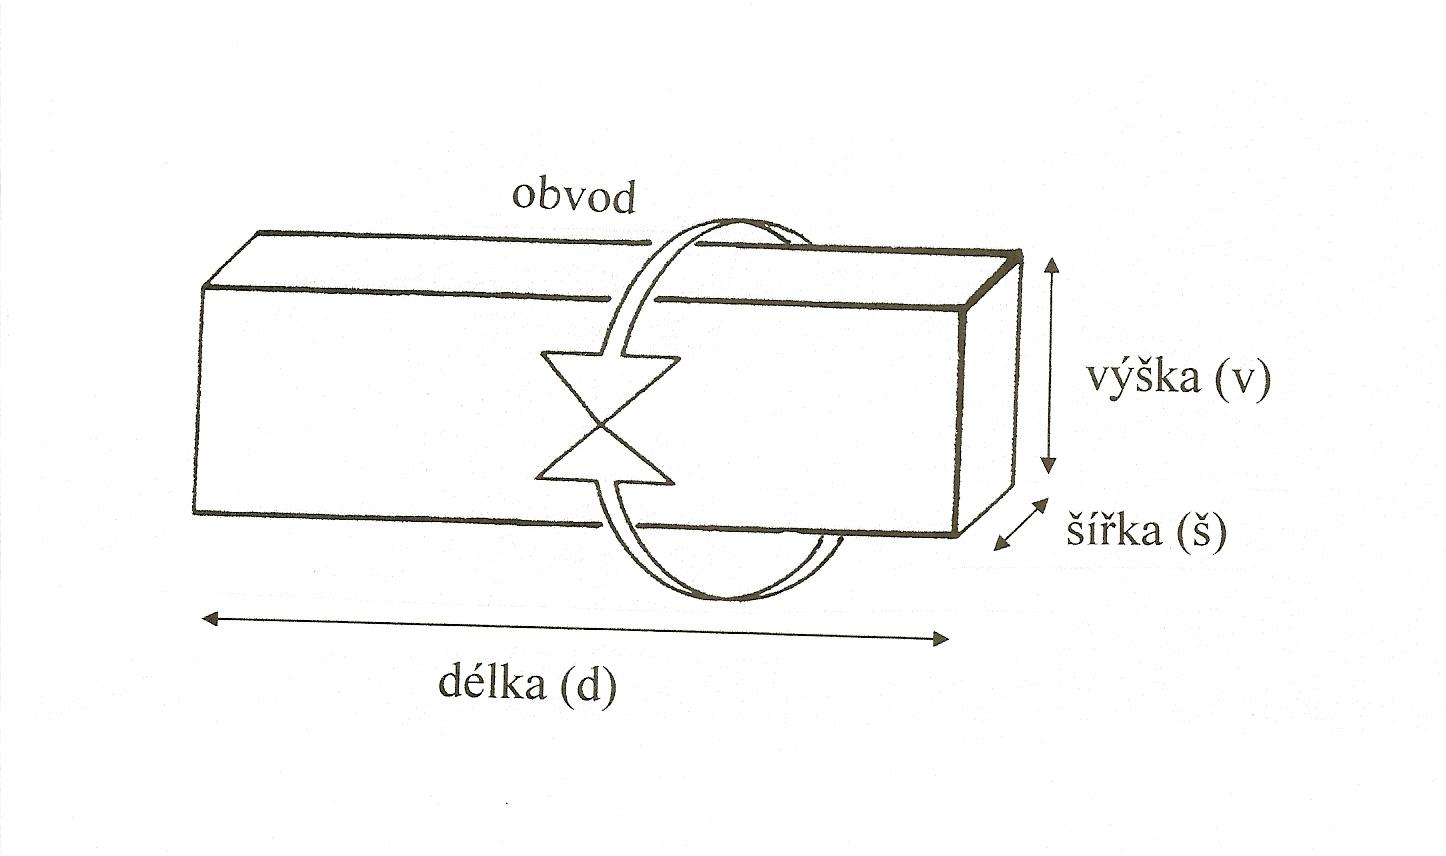 obvod
výška (v)
šířka (š)
délka (d)